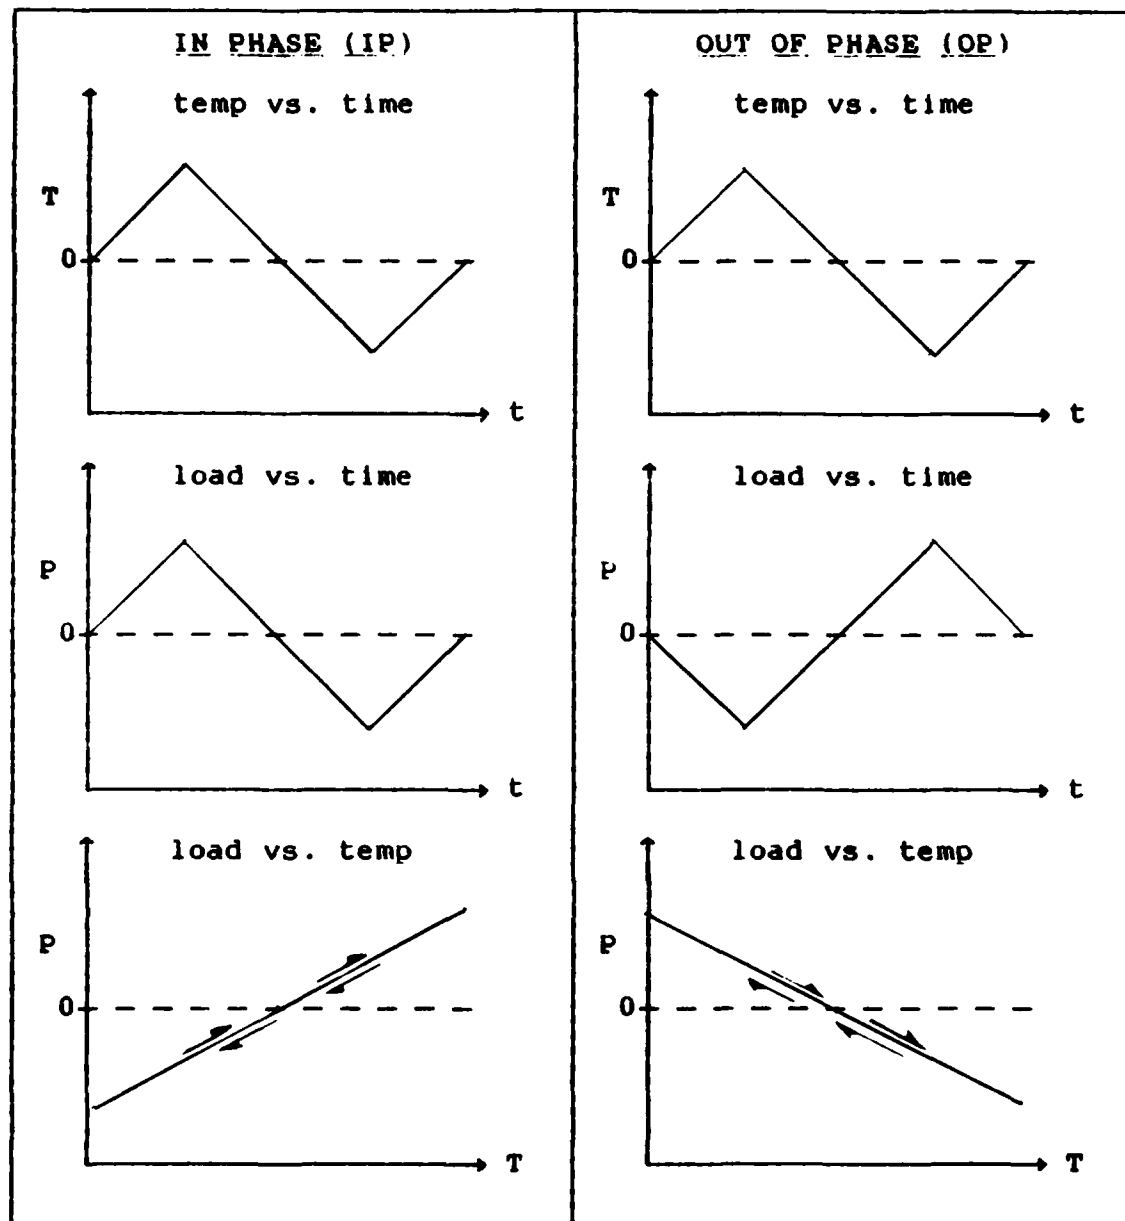 IN PHASE (IP)
temp vs. time
T
0
t
load vs. time
P
0
t
load vs. temp
P
0
T
OUT OF PHASE (OP)
temp vs. time
T
0
t
load vs. time
P
0
t
load vs. temp
P
0
T